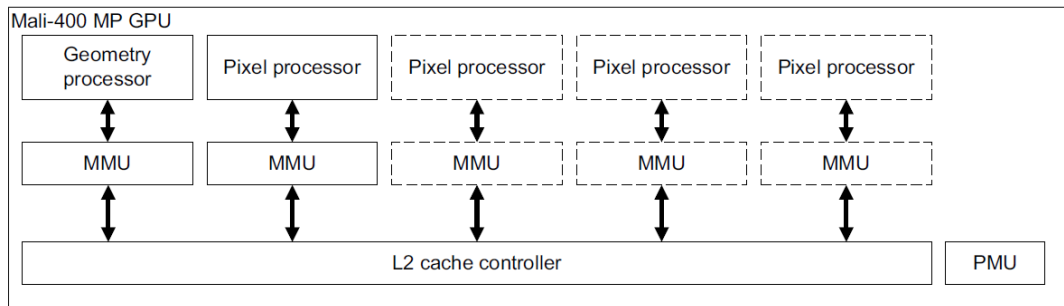 Mali-400 MP GPU
Geometry
processor
Pixel processor
Pixel processor
Pixel processor
Pixel processor
MMU
MMU
MMU
MMU
MMU
L2 cache controller
PMU